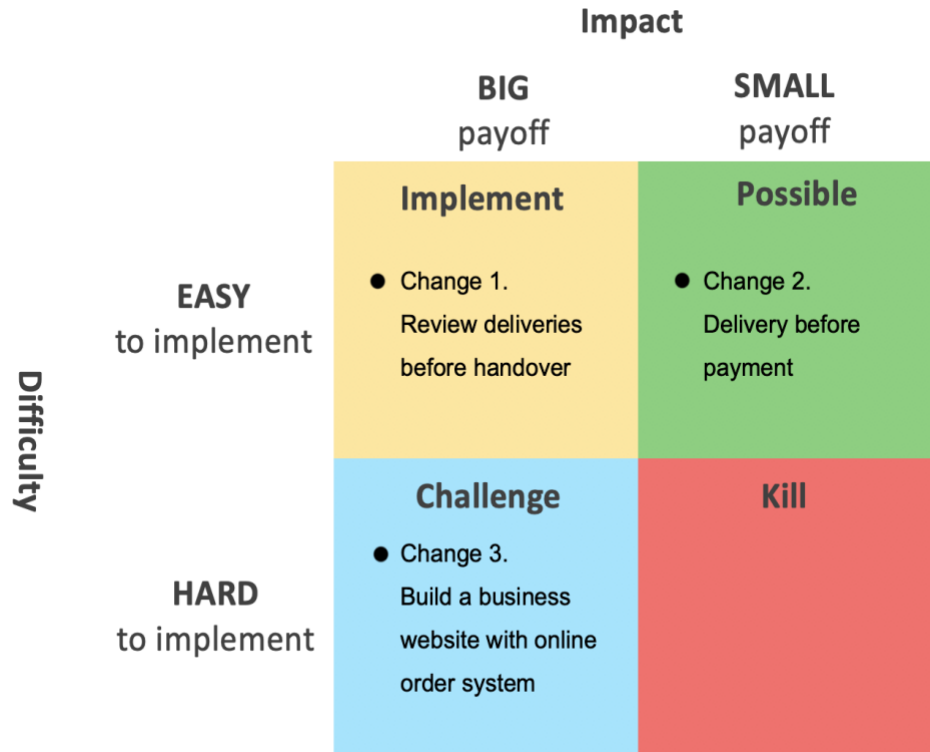 Impact
BIG
payoff
SMALL
payoff
Difficulty
EASY
to implement
Implement
● Change 1.
Review deliveries
before handover
Possible
● Change 2.
Delivery before
payment
HARD
to implement
Challenge
● Change 3.
Build a business
website with online
order system
Kill